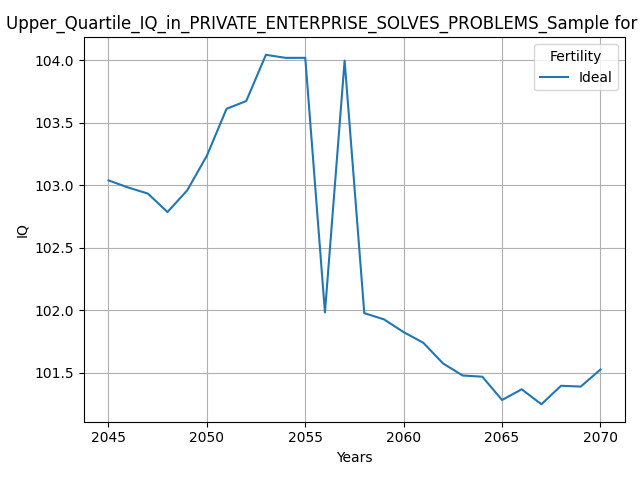 Upper_Quartile_IQ_in_PRIVATE_ENTERPRISE_SOLVES_PROBLEMS_Sample for
Fertility
Ideal
104.0
103.5
103.0
102.5
102.0
101.5
IQ
2045 2050 2055 2060 2065 2070
Years